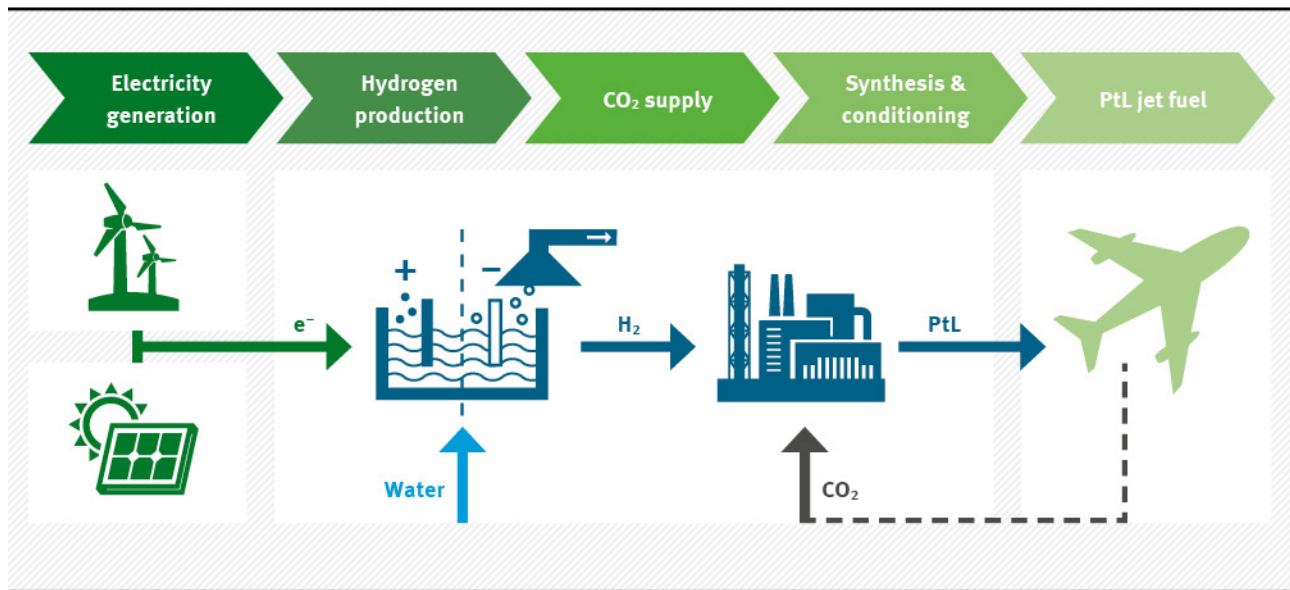 Electricity
generation
Hydrogen
production
CO₂ supply
Synthesis &
conditioning
PtL jet fuel
+
−
e⁻
H₂
PtL
Water
CO₂